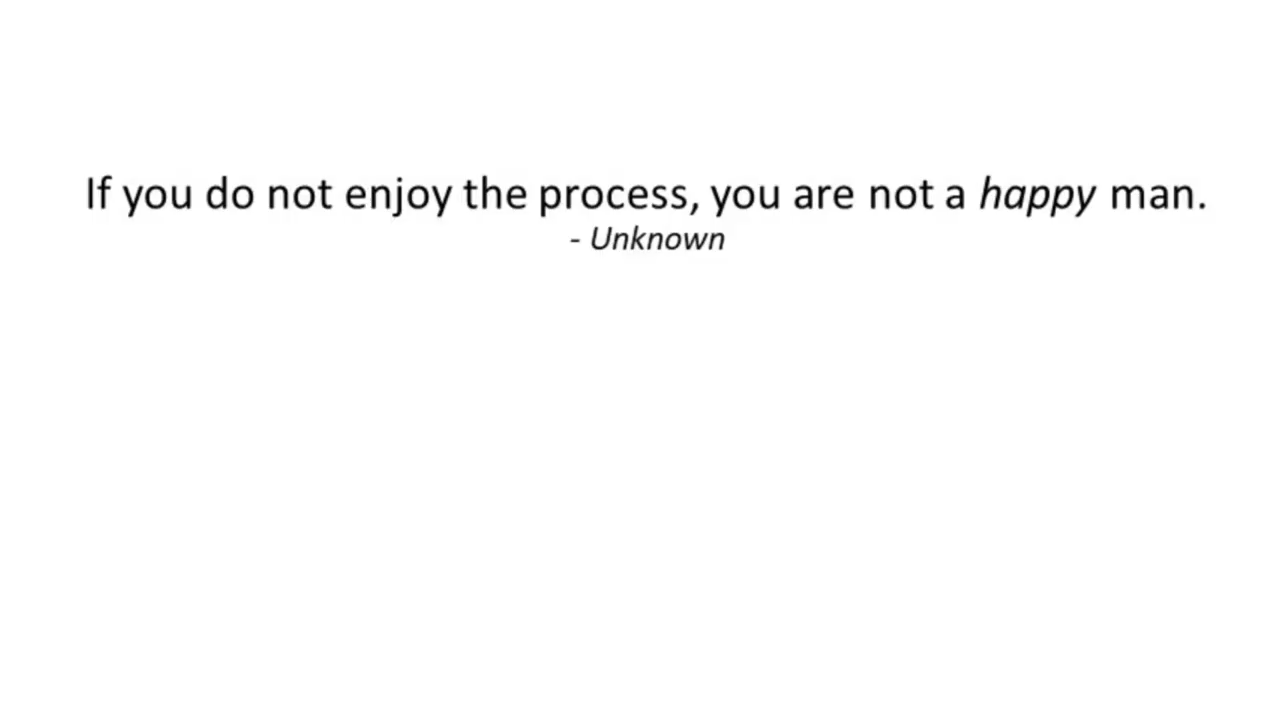 If you do not enjoy the process, you are not a happy man.
- Unknown